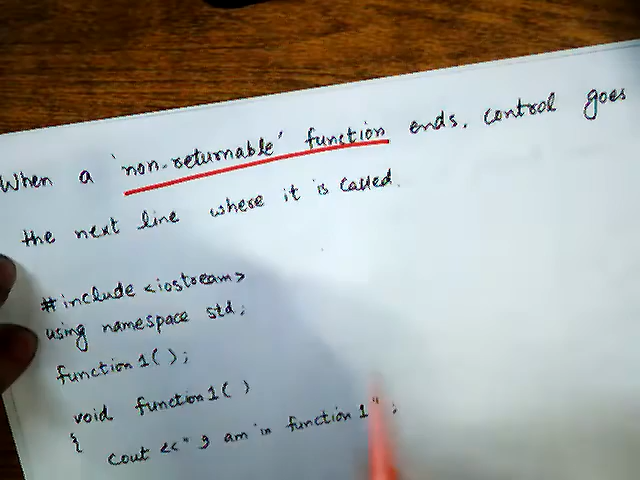 When a 'non-returnable' function ends, control goes
the next line where it is called.
#include <iostream>
using namespace std;
function1();
void function1()
{
cout <<" I am in function1";